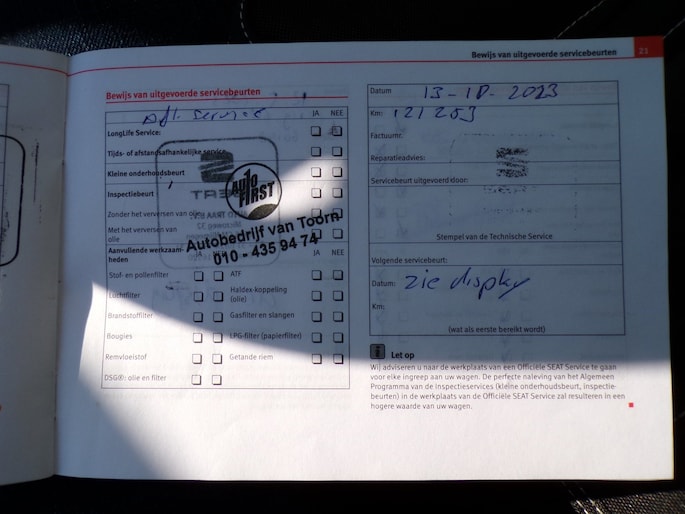 Bewijs van uitgevoerde servicebeurten 21
Bewijs van uitgevoerde servicebeurten
service
JA NEE
LongLife Service:
Tijds- of afstandsafhankelijke service
Kleine onderhoudsbeurt
Inspectiebeurt
Zonder het verversen van olie
Met het verversen van
olie
Aanvullende werkzaam-
heden
JA NEE
Stof- en pollenfilter
ATF
Luchtfilter
Haldex-koppeling
(olie)
Brandstoffilter
Gasfilter en slangen
Bougies
LPG-filter (papierfilter)
Remvloeistof
Getande riem
DSG®: olie en filter
Auto
FIRST
Autobedrijf van Toorn
010 - 435 94 74
SEAT
Datum 13-10-2023
Km: 121 253
Factuurnr.
Reparatieadvies:
Servicebeurt uitgevoerd door:
Stempel van de Technische Service
Volgende servicebeurt:
Datum: zie display
Km:
(wat als eerste bereikt wordt)
i Let op
Wij adviseren u naar de werkplaats van een Officiële SEAT Service te gaan
voor elke ingreep aan uw wagen. De perfecte naleving van het Algemeen
Programma van de Inspectieservices (kleine onderhoudsbeurt, inspectie-
beurten) in de werkplaats van de Officiële SEAT Service zal resulteren in een
hogere waarde van uw wagen.